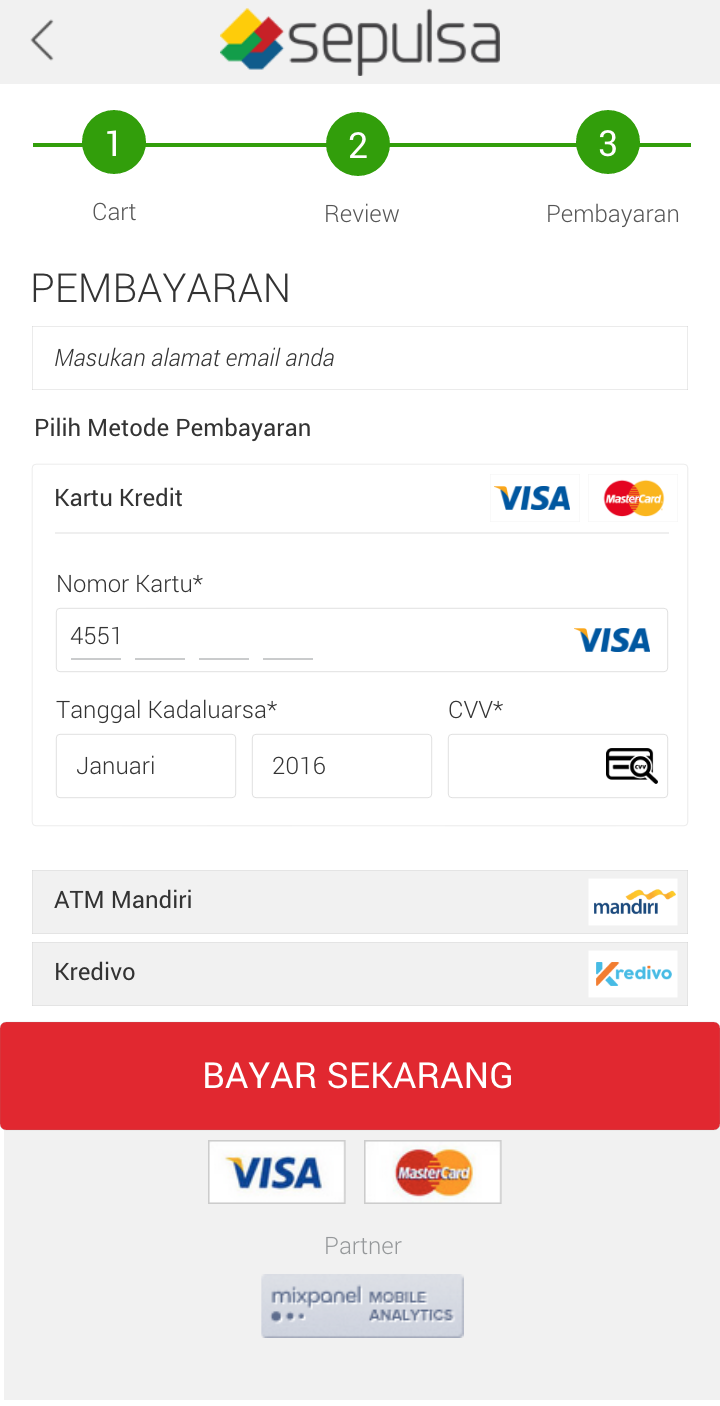 sepulsa
1 2 3
Cart Review Pembayaran
PEMBAYARAN
Masukan alamat email anda
Pilih Metode Pembayaran
Kartu Kredit VISA MasterCard
Nomor Kartu*
4551 VISA
Tanggal Kadaluarsa* CVV*
Januari 2016 CVV
ATM Mandiri mandiri
Kredivo Kredivo
BAYAR SEKARANG
VISA MasterCard
Partner
mixpanel MOBILE
ANALYTICS